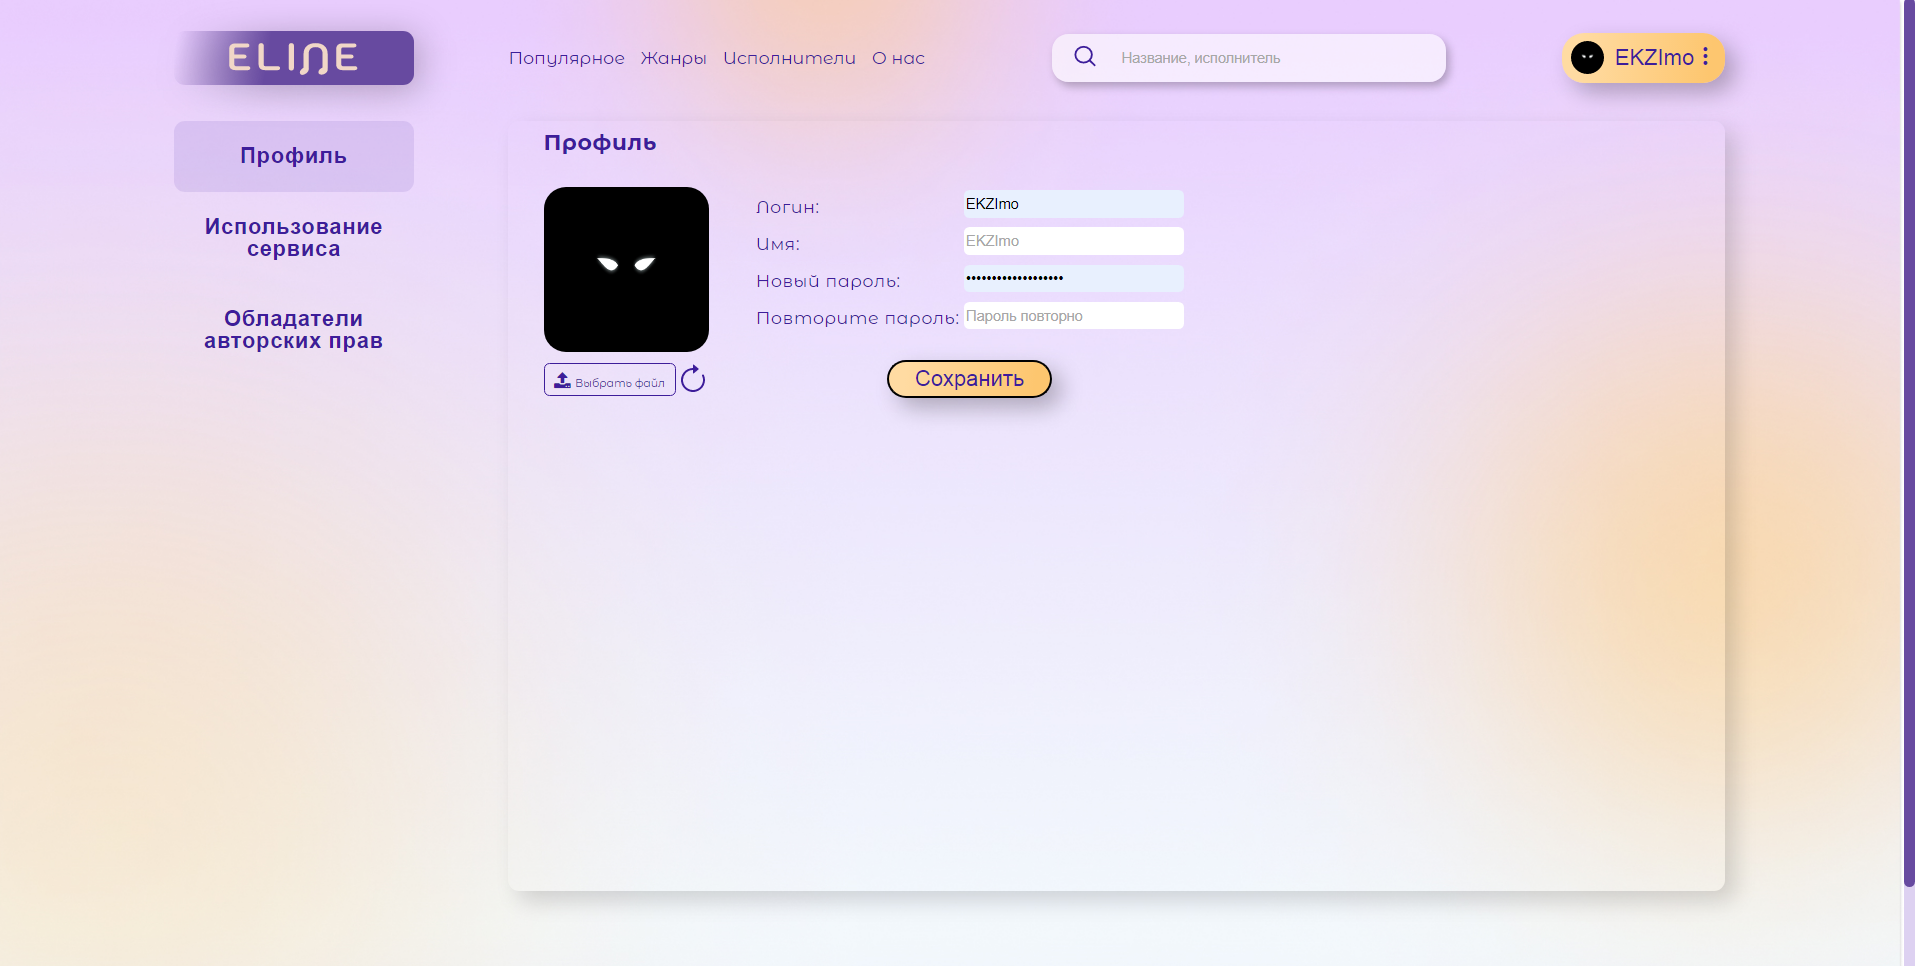 ELINE
Популярное Жанры Исполнители О нас
Название, исполнитель
EKZImo
Профиль
Использование
сервиса
Обладатели
авторских прав
Профиль
Логин: EKZImo
Имя: EKZImo
Новый пароль: •••••••••••••••••••
Повторите пароль: Пароль повторно
Выбрать файл
Сохранить